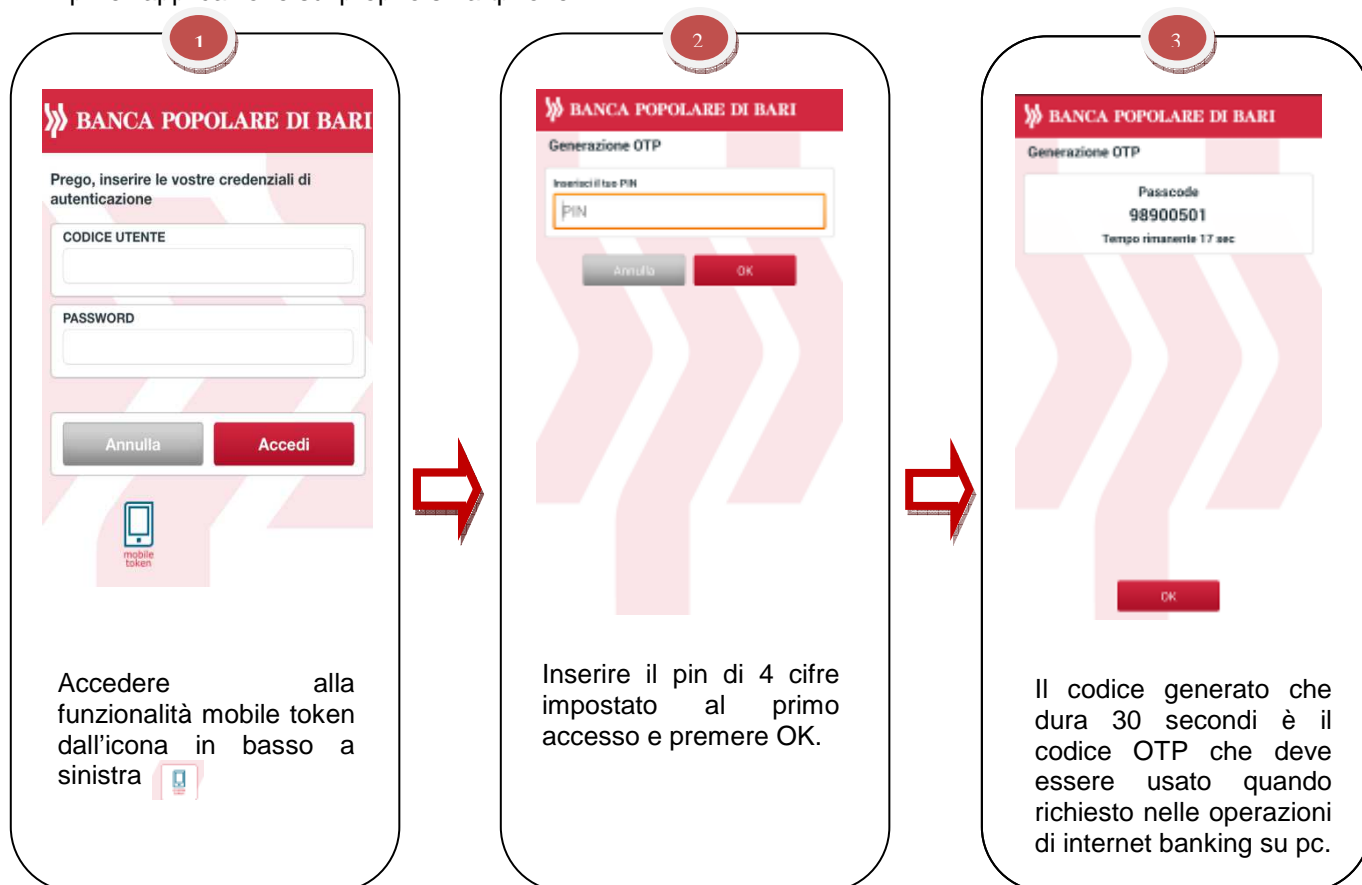 1
BANCA POPOLARE DI BARI
Prego, inserire le vostre credenziali di
autenticazione
CODICE UTENTE
PASSWORD
Annulla
Accedi
mobile
token
Accedere alla
funzionalità mobile token
dall'icona in basso a
sinistra
2
BANCA POPOLARE DI BARI
Generazione OTP
Inserisci il tuo PIN
PIN
Annulla
OK
Inserire il pin di 4 cifre
impostato al primo
accesso e premere OK.
3
BANCA POPOLARE DI BARI
Generazione OTP
Passcode
98900501
Tempo rimanente 17 sec
OK
Il codice generato che
dura 30 secondi è il
codice OTP che deve
essere usato quando
richiesto nelle operazioni
di internet banking su pc.